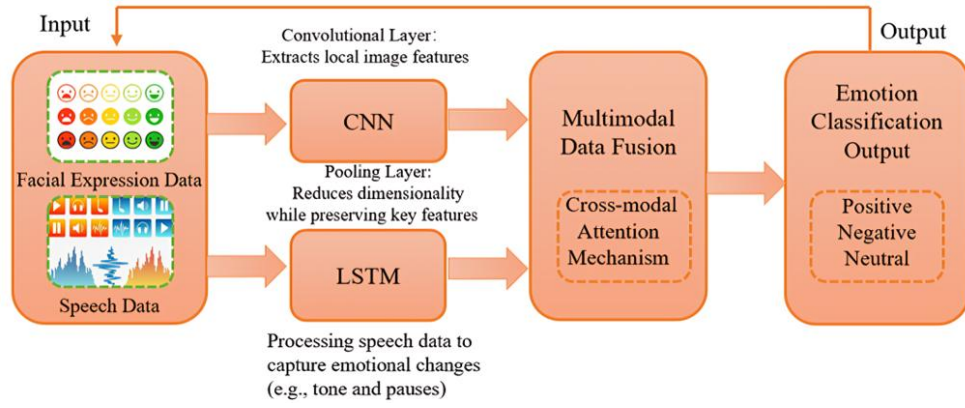 Input
Output
Convolutional Layer:
Extracts local image features
CNN
Pooling Layer:
Reduces dimensionality
while preserving key features
LSTM
Processing speech data to
capture emotional changes
(e.g., tone and pauses)
Facial Expression Data
Speech Data
Multimodal
Data Fusion
Cross-modal
Attention
Mechanism
Emotion
Classification
Output
Positive
Negative
Neutral